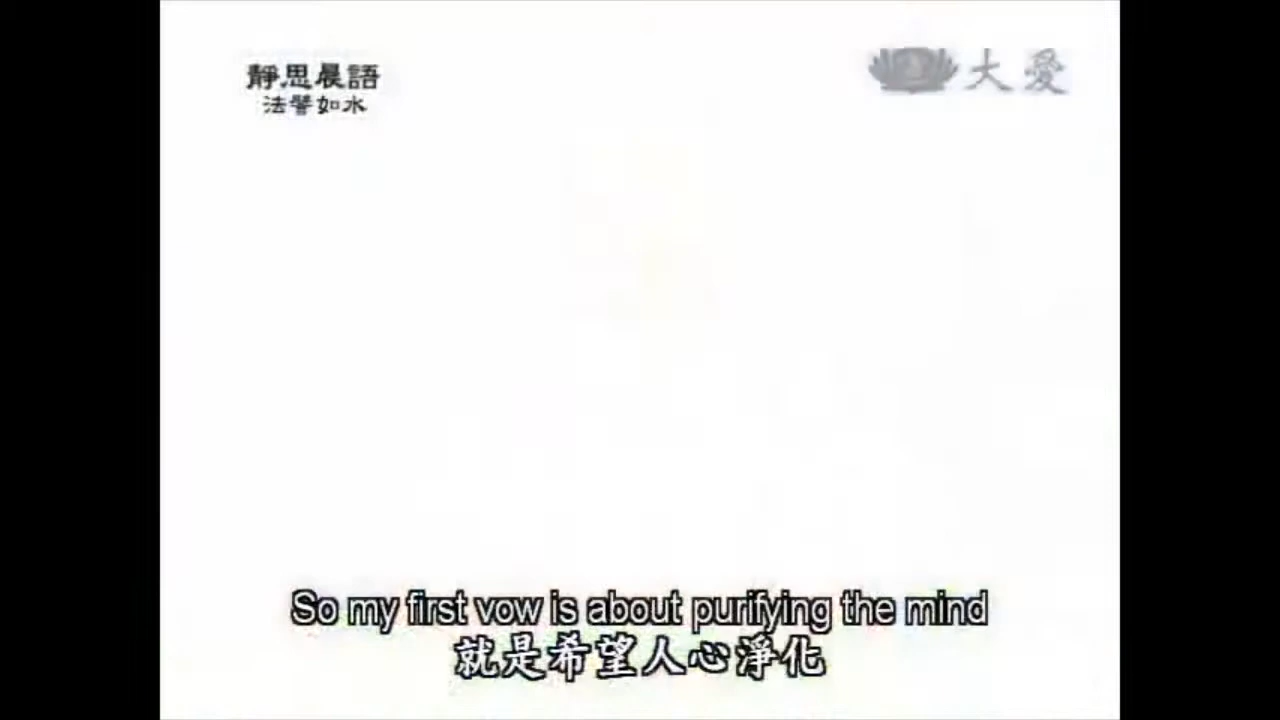 靜思晨語
法譬如水
大愛
So my first vow is about purifying the mind
就是希望人心淨化